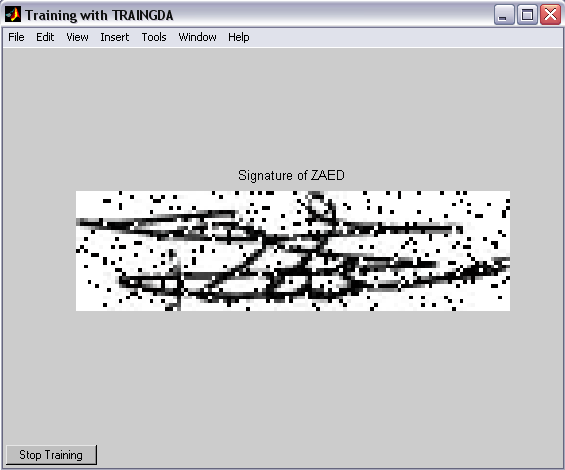 Training with TRAINGDA
File Edit View Insert Tools Window Help
Signature of ZAED
Stop Training